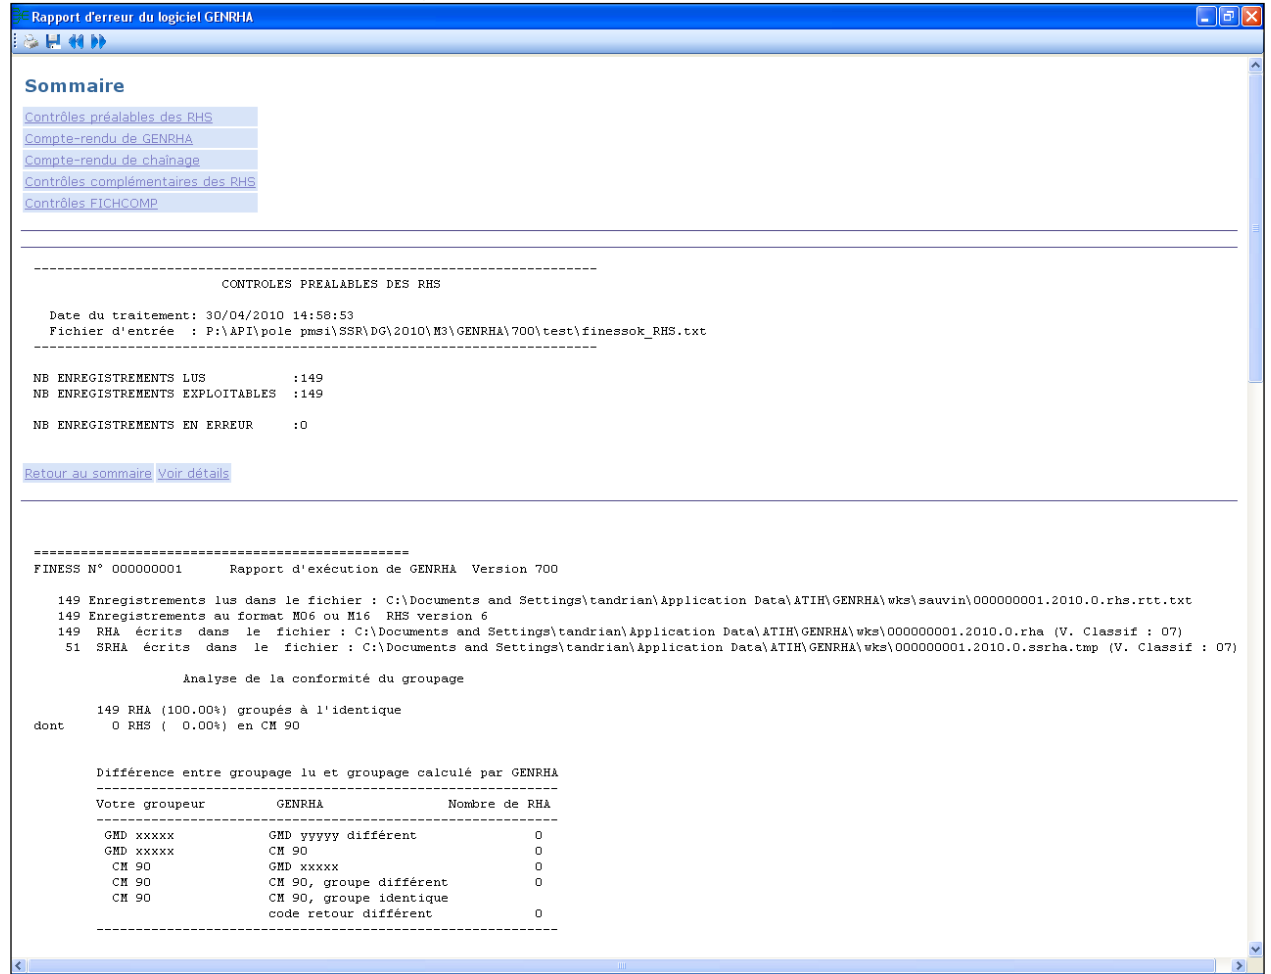 Rapport d'erreur du logiciel GENRHA
Sommaire
Contrôles préalables des RHS
Compte-rendu de GENRHA
Compte-rendu de chaînage
Contrôles complémentaires des RHS
Contrôles FICHCOMP
------------------------------------------------------------------------
CONTROLES PREALABLES DES RHS
Date du traitement: 30/04/2010 14:58:53
Fichier d'entrée : P:\API\pole pmsi\SSR\DG\2010\M3\GENRHA\700\test\finessok_RHS.txt
------------------------------------------------------------------------
NB ENREGISTREMENTS LUS :149
NB ENREGISTREMENTS EXPLOITABLES :149
NB ENREGISTREMENTS EN ERREUR :0
Retour au sommaire Voir détails
================================================
FINESS N° 000000001 Rapport d'exécution de GENRHA Version 700
149 Enregistrements lus dans le fichier : C:\Documents and Settings\tandrian\Application Data\ATIH\GENRHA\wks\sauvin\000000001.2010.0.rhs.rtt.txt
149 Enregistrements au format M06 ou M16 RHS version 6
149 RHA écrits dans le fichier : C:\Documents and Settings\tandrian\Application Data\ATIH\GENRHA\wks\000000001.2010.0.rha (V. Classif : 07)
51 SRHA écrits dans le fichier : C:\Documents and Settings\tandrian\Application Data\ATIH\GENRHA\wks\000000001.2010.0.ssrha.tmp (V. Classif : 07)
Analyse de la conformité du groupage
149 RHA (100.00%) groupés à l'identique
dont 0 RHS ( 0.00%) en CM 90
Différence entre groupage lu et groupage calculé par GENRHA
-----------------------------------------------------------
Votre groupeur GENRHA Nombre de RHA
-----------------------------------------------------------
GMD xxxxx GMD yyyyy différent 0
GMD xxxxx CM 90 0
CM 90 GMD xxxxx 0
CM 90 CM 90, groupe différent 0
CM 90 CM 90, groupe identique
code retour différent 0
-----------------------------------------------------------